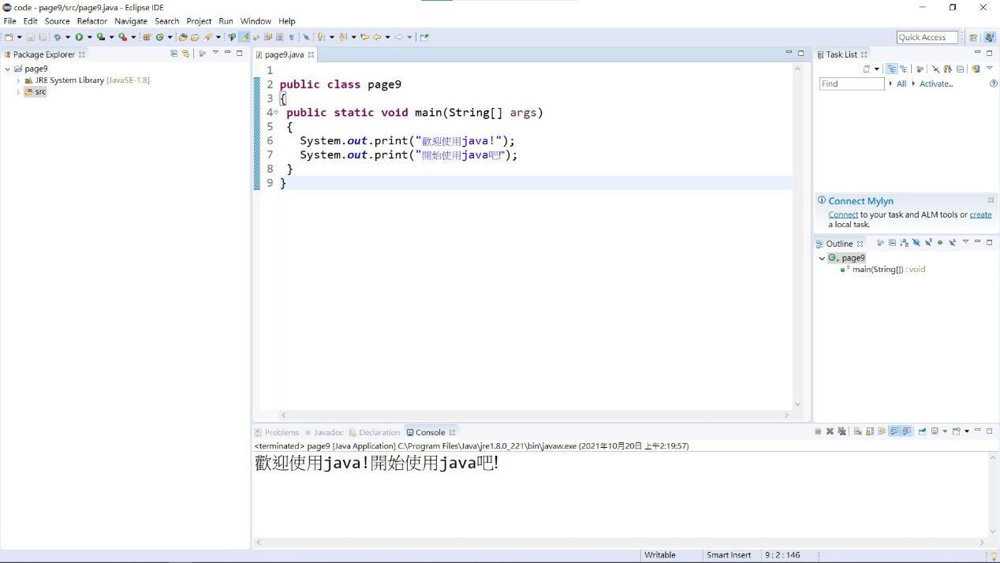 code - page9/src/page9.java - Eclipse IDE
File Edit Source Refactor Navigate Search Project Run Window Help
Quick Access
Package Explorer
page9
JRE System Library [JavaSE-1.8]
src
page9.java
1
2 public class page9
3 {
4 public static void main(String[] args)
5 {
6 System.out.print("歡迎使用java!");
7 System.out.print("開始使用java吧!");
8 }
9 }
Task List
Find All Activate...
Connect Mylyn
Connect to your task and ALM tools or create
a local task.
Outline
page9
main(String[]) : void
Problems Javadoc Declaration Console
<terminated> page9 [Java Application] C:\Program Files\Java\jre1.8.0_221\bin\javaw.exe (2021年10月20日 上午2:19:57)
歡迎使用java!開始使用java吧!
Writable Smart Insert 9 : 2 : 146